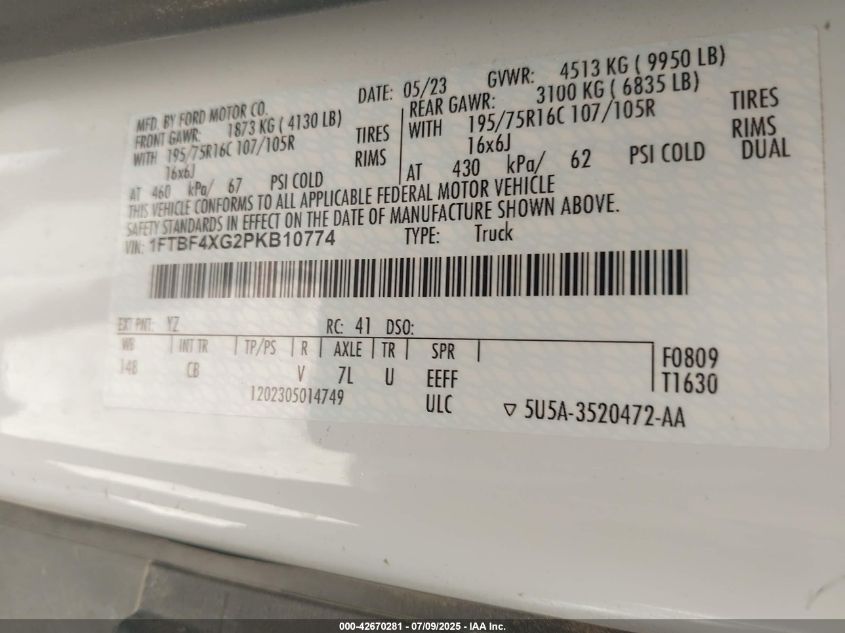 MFD. BY FORD MOTOR CO.
DATE: 05/23 GVWR: 4513 KG ( 9950 LB)
FRONT GAWR: 1873 KG ( 4130 LB)
WITH 195/75R16C 107/105R TIRES
16x6J RIMS
AT 460 kPa/ 67 PSI COLD
REAR GAWR: 3100 KG ( 6835 LB)
WITH 195/75R16C 107/105R TIRES
16x6J RIMS
AT 430 kPa/ 62 PSI COLD DUAL
THIS VEHICLE CONFORMS TO ALL APPLICABLE FEDERAL MOTOR VEHICLE
SAFETY STANDARDS IN EFFECT ON THE DATE OF MANUFACTURE SHOWN ABOVE.
VIN: 1FTBF4XG2PKB10774 TYPE: Truck
EXT PNT: YZ RC: 41 DSO:
WB INT TR TP/PS R AXLE TR SPR
148 CB V 7L U EEFF
F0809
T1630
1202305014749 ULC
▽ 5U5A-3520472-AA
000-42670281 - 07/09/2025 - IAA Inc.